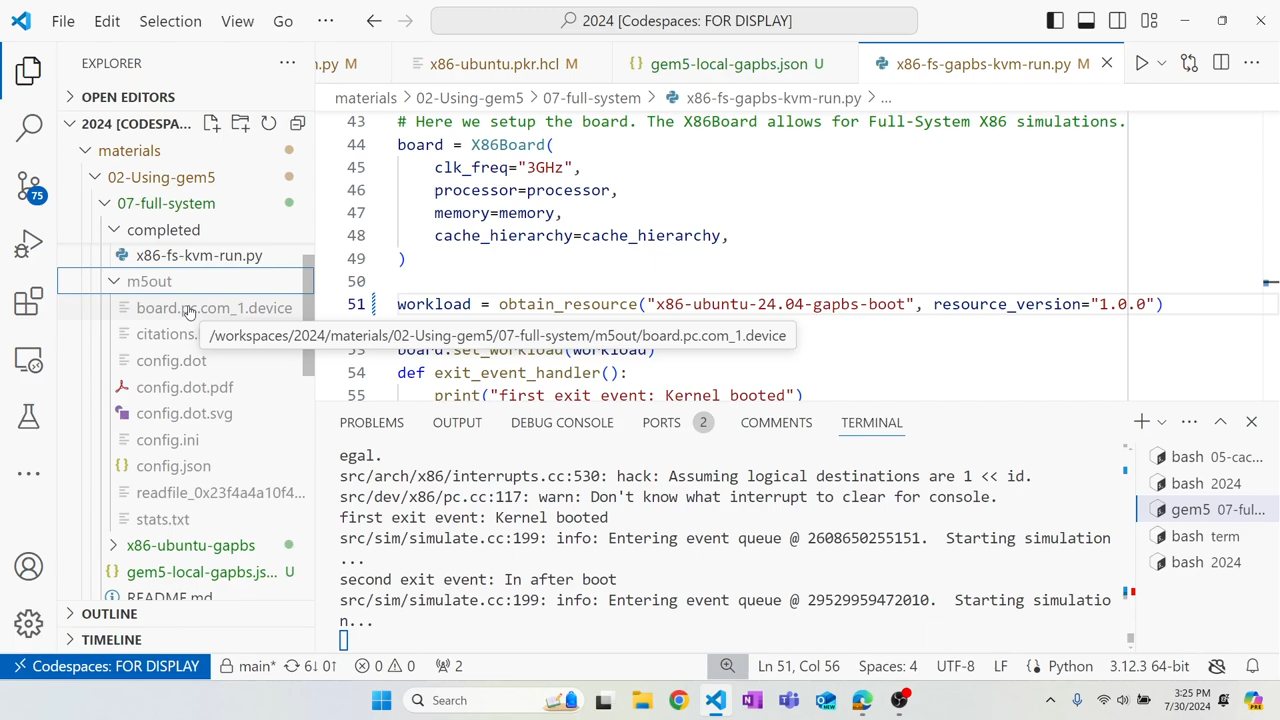 File Edit Selection View Go ···
2024 [Codespaces: FOR DISPLAY]
EXPLORER
OPEN EDITORS
2024 [CODESPA...
materials
02-Using-gem5
07-full-system
completed
x86-fs-kvm-run.py
m5out
board.pc.com_1.device
citations.
config.dot
config.dot.pdf
config.dot.svg
config.ini
config.json
readfile_0x23f4a4a10f4...
stats.txt
x86-ubuntu-gapbs
gem5-local-gapbs.js... U
README.md
OUTLINE
TIMELINE
75
n.py M
x86-ubuntu.pkr.hcl M
gem5-local-gapbs.json U
x86-fs-gapbs-kvm-run.py M
materials > 02-Using-gem5 > 07-full-system > x86-fs-gapbs-kvm-run.py > ...
43 # Here we setup the board. The X86Board allows for Full-System X86 simulations.
44 board = X86Board(
45 clk_freq="3GHz",
46 processor=processor,
47 memory=memory,
48 cache_hierarchy=cache_hierarchy,
49 )
50
51 workload = obtain_resource("x86-ubuntu-24.04-gapbs-boot", resource_version="1.0.0")
/workspaces/2024/materials/02-Using-gem5/07-full-system/m5out/board.pc.com_1.device
board.set_workload(workload)
54 def exit_event_handler():
55 print("first exit event: Kernel booted")
PROBLEMS OUTPUT DEBUG CONSOLE PORTS 2 COMMENTS TERMINAL
egal.
src/arch/x86/interrupts.cc:530: hack: Assuming logical destinations are 1 << id.
src/dev/x86/pc.cc:117: warn: Don't know what interrupt to clear for console.
first exit event: Kernel booted
src/sim/simulate.cc:199: info: Entering event queue @ 2608650255151. Starting simulation
...
second exit event: In after boot
src/sim/simulate.cc:199: info: Entering event queue @ 29529959472010. Starting simulatio
n...
bash 05-cac...
bash 2024
gem5 07-ful...
bash term
bash 2024
Codespaces: FOR DISPLAY main* 6↓ 0↑ 0 0 2 Ln 51, Col 56 Spaces: 4 UTF-8 LF Python 3.12.3 64-bit
Search
3:25 PM
7/30/2024